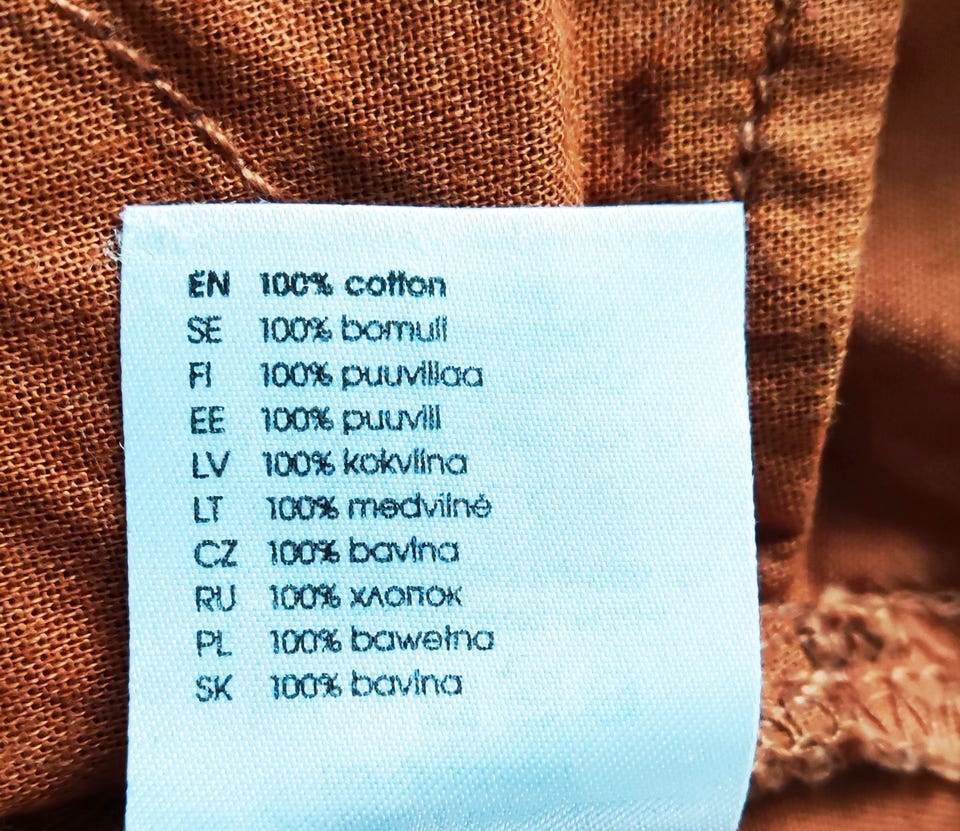 EN 100% cotton
SE 100% bomull
FI 100% puuvillaa
EE 100% puuvill
LV 100% kokvilna
LT 100% medvilnė
CZ 100% bavlna
RU 100% хлопок
PL 100% bawełna
SK 100% bavlna